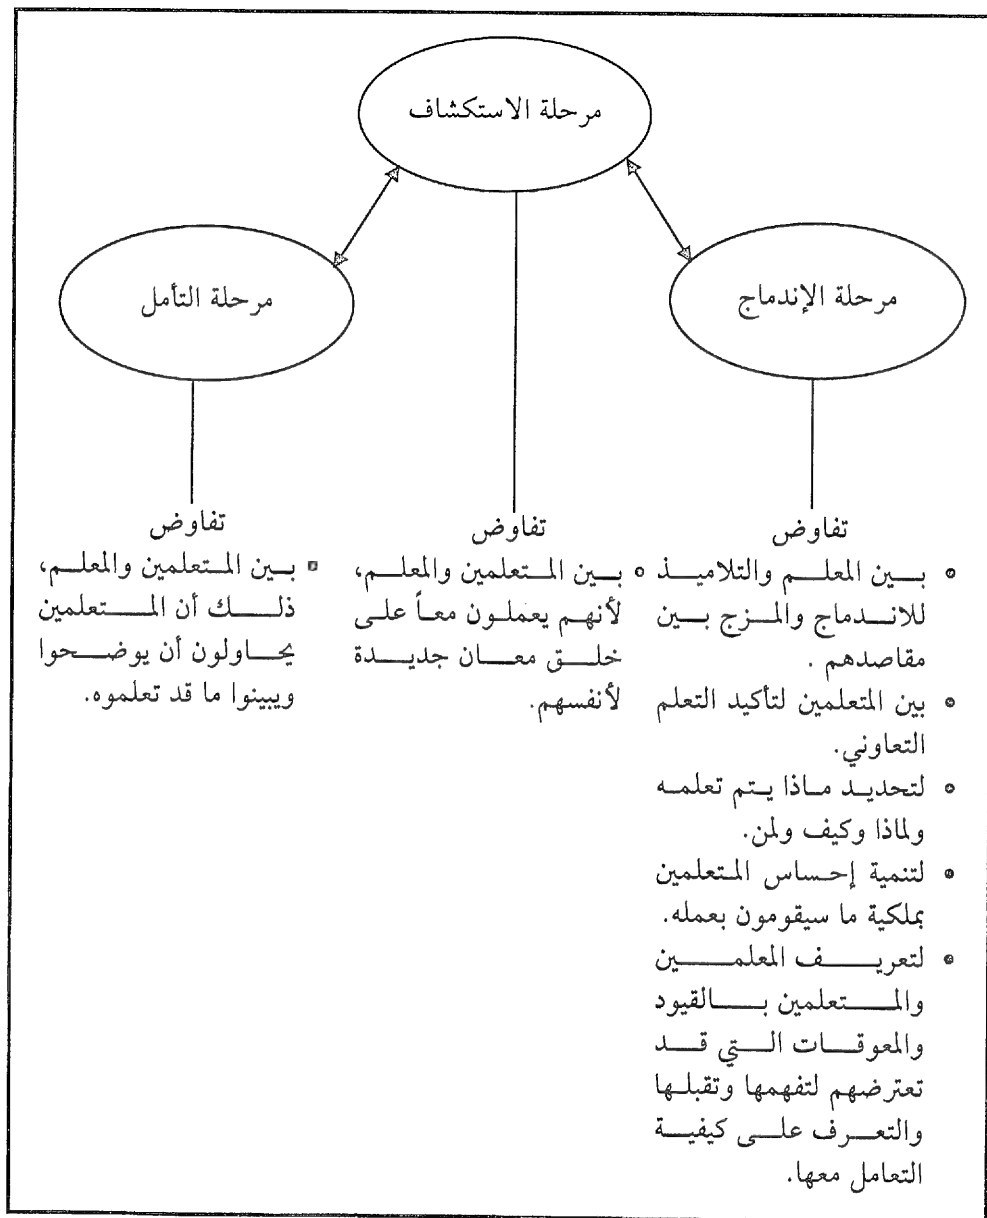 مرحلة الاستكشاف
مرحلة الإندماج
مرحلة التأمل
تفاوض
بين المعلم والتلاميذ
للاندماج والمزج بين
مقاصدهم .
بين المتعلمين لتأكيد التعلم
التعاوني.
لتحديد ماذا يتم تعلمه
ولماذا وكيف ولمن.
لتنمية إحساس المتعلمين
بملكية ما سيقومون بعمله.
لتعريف المعلمين
والمتعلمين بالقيود
والمعوقات التي قد
تعترضهم لتفهمها وتقبلها
والتعرف على كيفية
التعامل معها.
تفاوض
بين المتعلمين والمعلم،
لأنهم يعملون معاً على
خلق معان جديدة
لأنفسهم.
تفاوض
بين المتعلمين والمعلم،
ذلك أن المتعلمين
يحاولون أن يوضحوا
ويبينوا ما قد تعلموه.